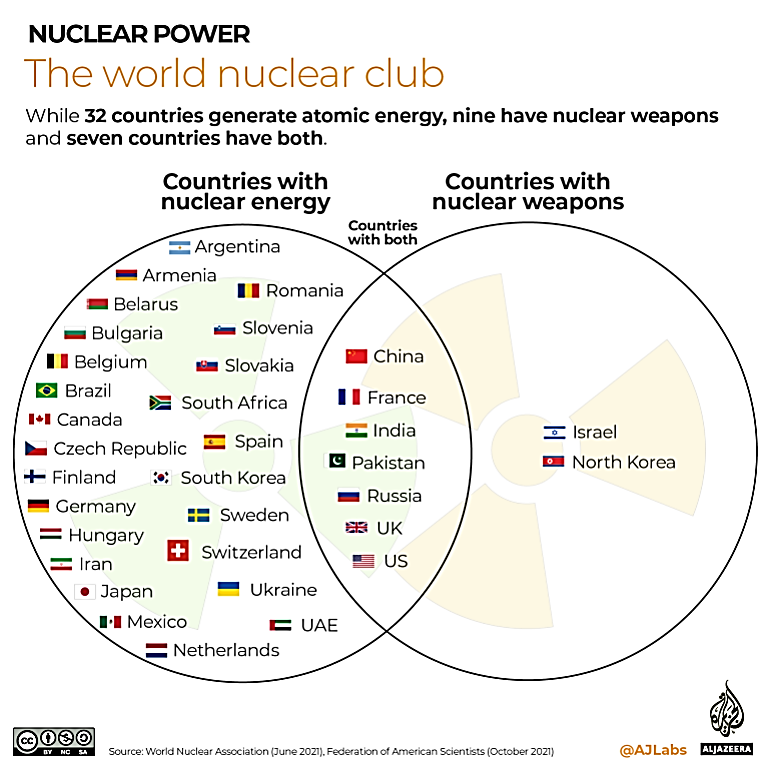 NUCLEAR POWER
The world nuclear club
While 32 countries generate atomic energy, nine have nuclear weapons
and seven countries have both.
Countries with
nuclear energy
Countries with
nuclear weapons
Countries
with both
Argentina
Armenia
Romania
Belarus
Slovenia
Bulgaria
Belgium
Slovakia
Brazil
South Africa
Canada
Spain
Czech Republic
Finland
South Korea
Germany
Sweden
Hungary
Switzerland
Iran
Japan
Ukraine
Mexico
UAE
Netherlands
China
France
India
Pakistan
Russia
UK
US
Israel
North Korea
CC BY NC SA
Source: World Nuclear Association (June 2021), Federation of American Scientists (October 2021)
@AJLabs
ALJAZEERA